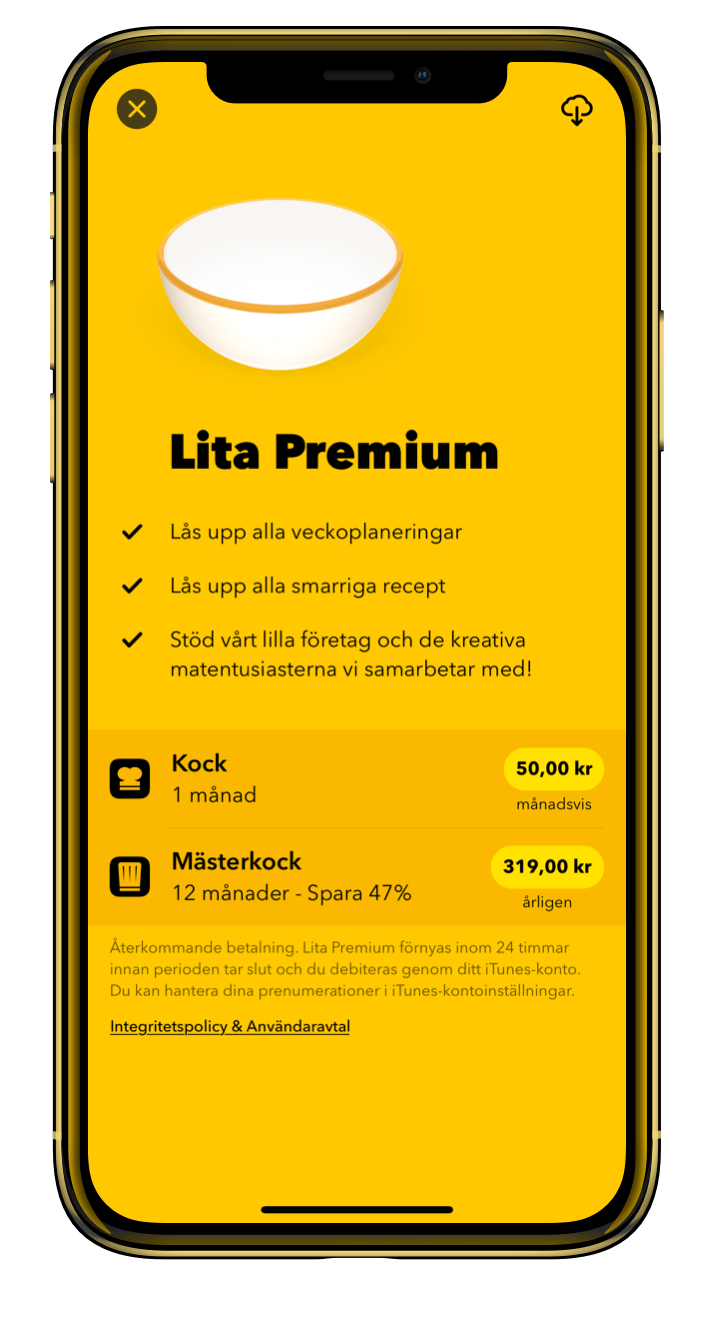 Lita Premium
Lås upp alla veckoplaneringar
Lås upp alla smarriga recept
Stöd vårt lilla företag och de kreativa
matentusiasterna vi samarbetar med!
Kock
50,00 kr
1 månad
månadsvis
Mästerkock
319,00 kr
12 månader - Spara 47%
årligen
Återkommande betalning. Lita Premium förnyas inom 24 timmar
innan perioden tar slut och du debiteras genom ditt iTunes-konto.
Du kan hantera dina prenumerationer i iTunes-kontoinställningar.
Integritetspolicy & Användaravtal